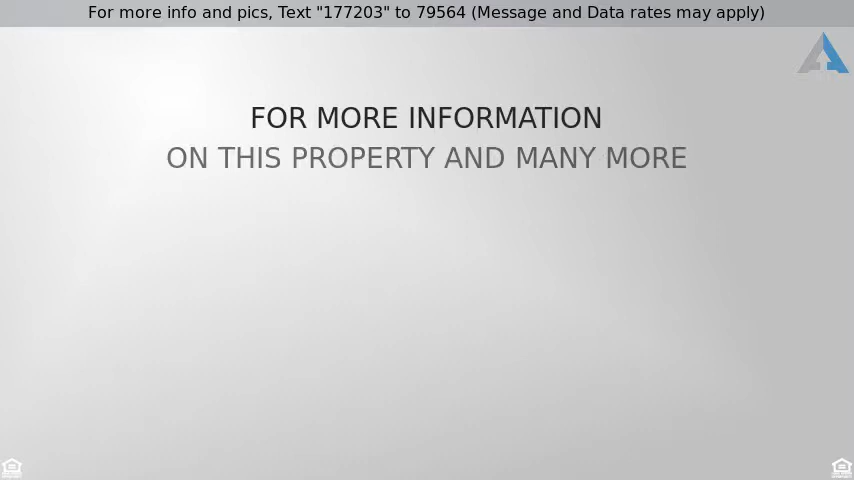 For more info and pics, Text "177203" to 79564 (Message and Data rates may apply)
FOR MORE INFORMATION
ON THIS PROPERTY AND MANY MORE